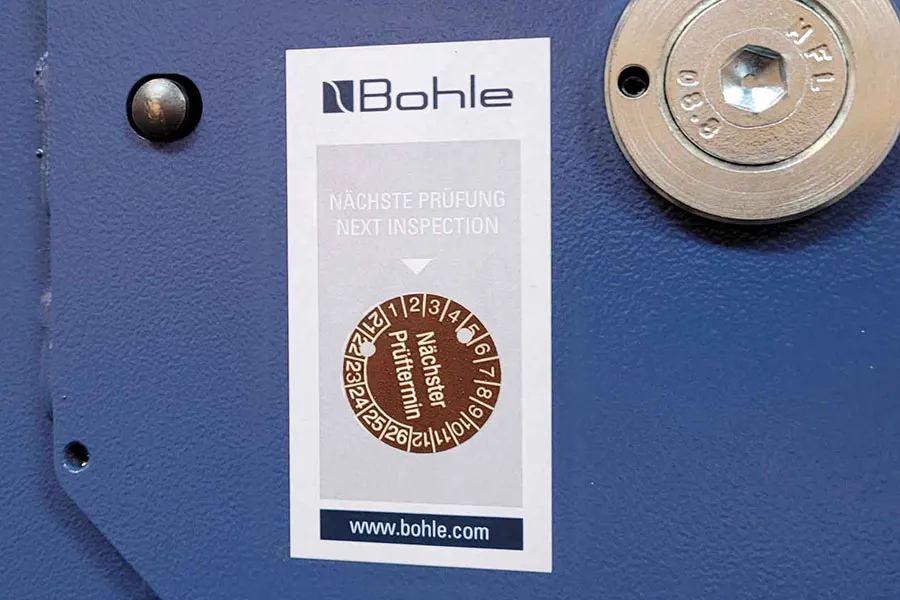 Bohle
NÄCHSTE PRÜFUNG
NEXT INSPECTION
21 1 2 3 4 5 6 7 8 9 10 11 12 26 25 24 23 22
Nächster
Prüftermin
www.bohle.com